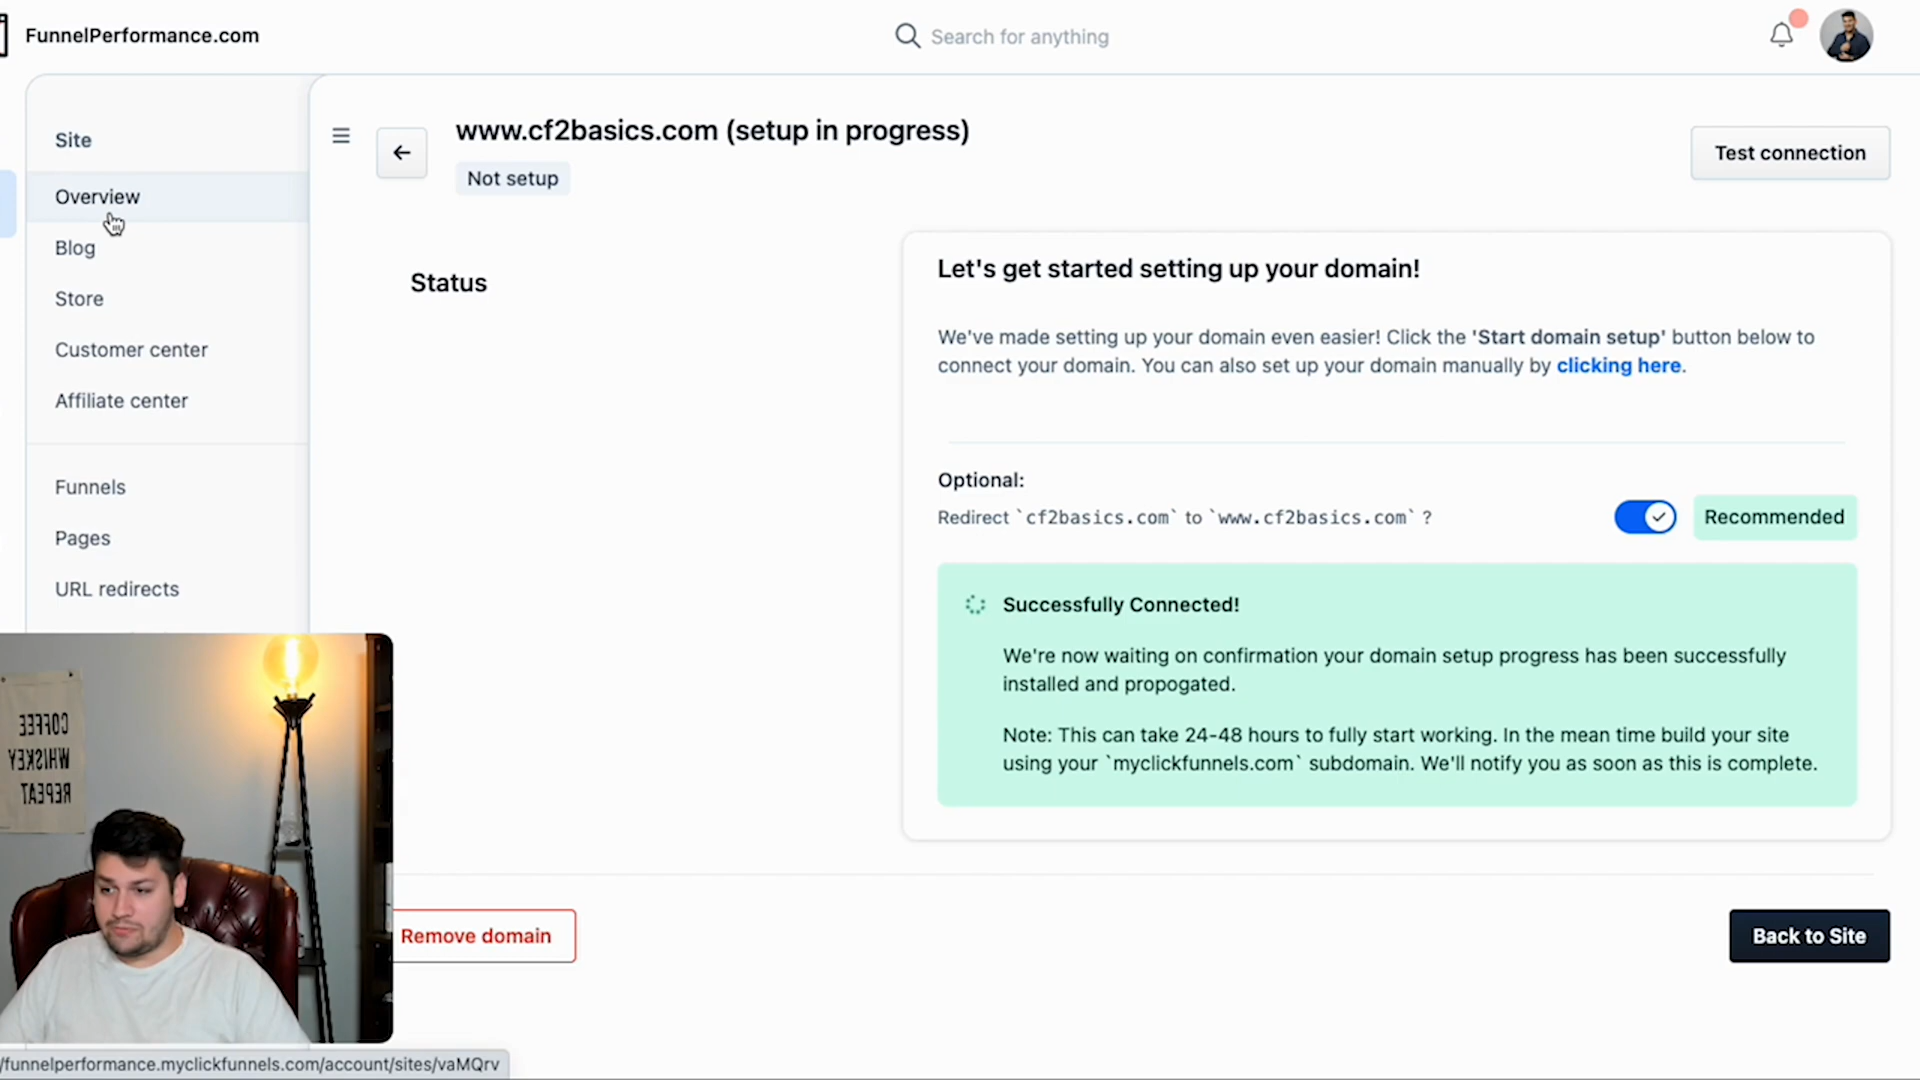 FunnelPerformance.com
Search for anything
Site
Overview
Blog
Store
Customer center
Affiliate center
Funnels
Pages
URL redirects
www.cf2basics.com (setup in progress)
Not setup
Test connection
Status
Let's get started setting up your domain!
We've made setting up your domain even easier! Click the 'Start domain setup' button below to
connect your domain. You can also set up your domain manually by clicking here.
Optional:
Redirect `cf2basics.com` to `www.cf2basics.com` ?
Recommended
Successfully Connected!
We're now waiting on confirmation your domain setup progress has been successfully
installed and propogated.
Note: This can take 24-48 hours to fully start working. In the mean time build your site
using your `myclickfunnels.com` subdomain. We'll notify you as soon as this is complete.
COFFEE
WHISKEY
REPEAT
Remove domain
Back to Site
/funnelperformance.myclickfunnels.com/account/sites/vaMQrv